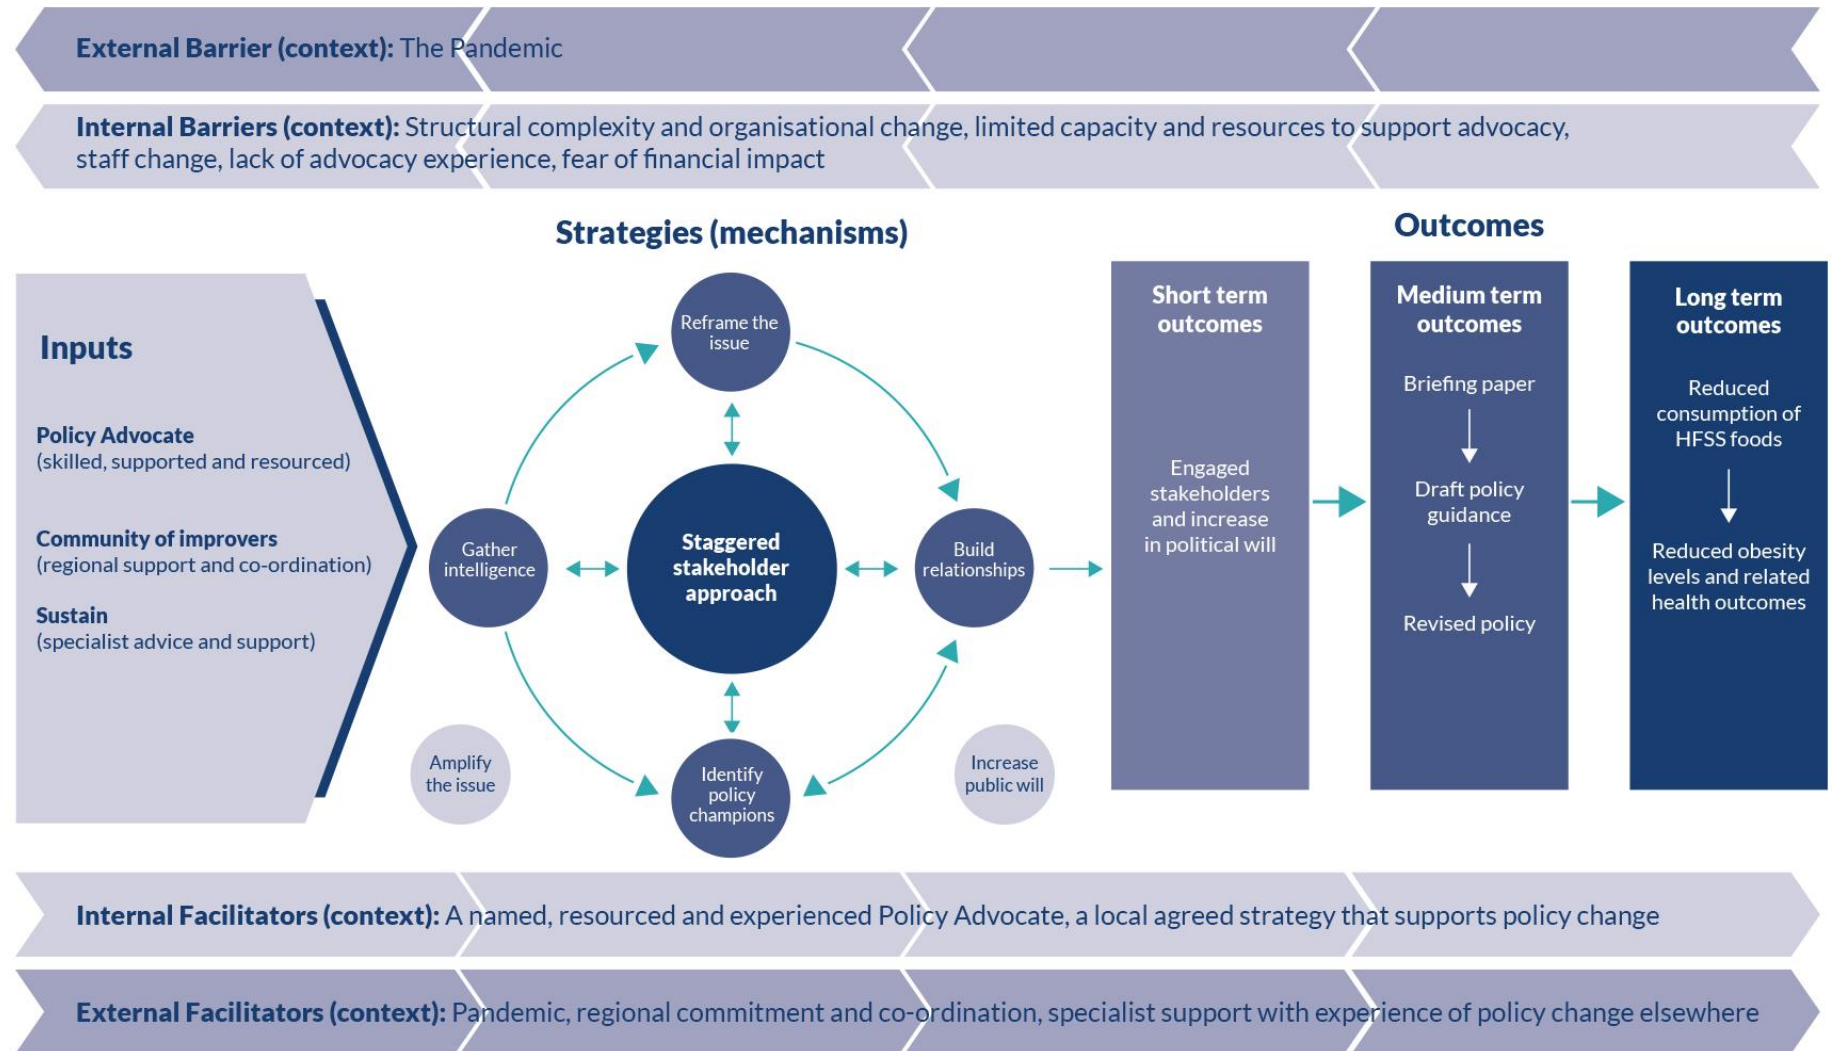 External Barrier (context): The Pandemic
Internal Barriers (context): Structural complexity and organisational change, limited capacity and resources to support advocacy,
staff change, lack of advocacy experience, fear of financial impact
Strategies (mechanisms)
Outcomes
Inputs
Policy Advocate
(skilled, supported and resourced)
Community of improvers
(regional support and co-ordination)
Sustain
(specialist advice and support)
Reframe the
issue
Gather
intelligence
Staggered
stakeholder
approach
Build
relationships
Identify
policy
champions
Amplify
the issue
Increase
public will
Short term
outcomes
Engaged
stakeholders
and increase
in political will
Medium term
outcomes
Briefing paper
Draft policy
guidance
Revised policy
Long term
outcomes
Reduced
consumption of
HFSS foods
Reduced obesity
levels and related
health outcomes
Internal Facilitators (context): A named, resourced and experienced Policy Advocate, a local agreed strategy that supports policy change
External Facilitators (context): Pandemic, regional commitment and co-ordination, specialist support with experience of policy change elsewhere